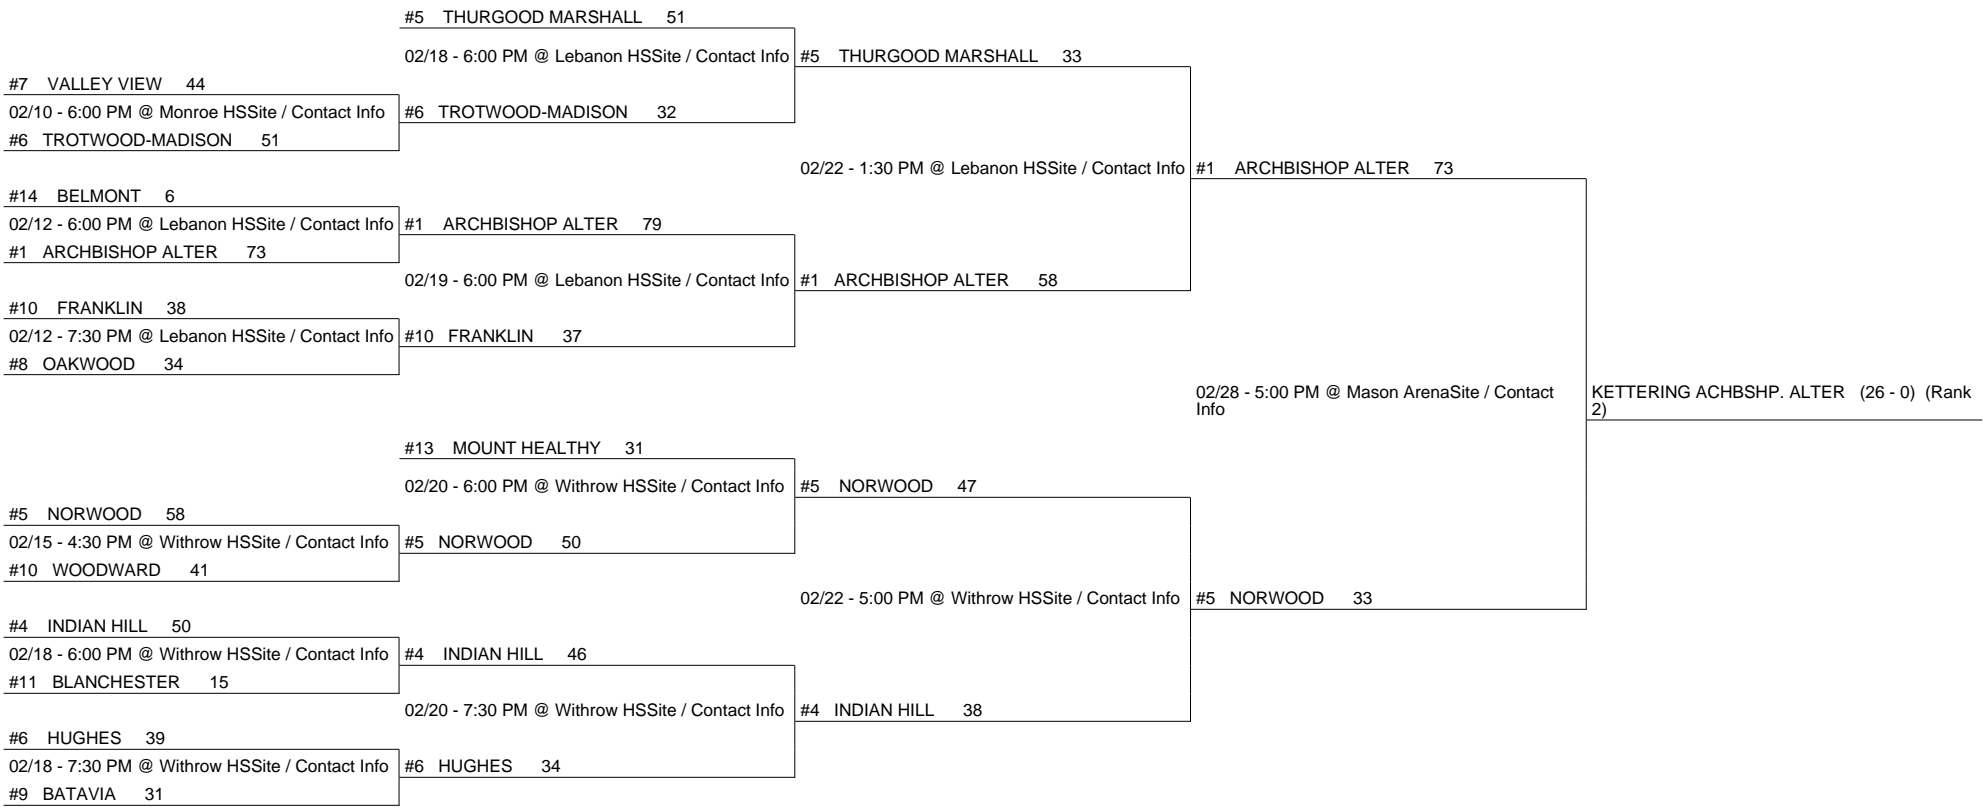 #5 THURGOOD MARSHALL 51
02/18 - 6:00 PM @ Lebanon HSSite / Contact Info
#5 THURGOOD MARSHALL 33
#7 VALLEY VIEW 44
02/10 - 6:00 PM @ Monroe HSSite / Contact Info
#6 TROTWOOD-MADISON 32
#6 TROTWOOD-MADISON 51
02/22 - 1:30 PM @ Lebanon HSSite / Contact Info
#1 ARCHBISHOP ALTER 73
#14 BELMONT 6
02/12 - 6:00 PM @ Lebanon HSSite / Contact Info
#1 ARCHBISHOP ALTER 79
#1 ARCHBISHOP ALTER 73
02/19 - 6:00 PM @ Lebanon HSSite / Contact Info
#1 ARCHBISHOP ALTER 58
#10 FRANKLIN 38
02/12 - 7:30 PM @ Lebanon HSSite / Contact Info
#10 FRANKLIN 37
#8 OAKWOOD 34
02/28 - 5:00 PM @ Mason ArenaSite / Contact
Info
KETTERING ACHBSHP. ALTER (26 - 0) (Rank
2)
#13 MOUNT HEALTHY 31
02/20 - 6:00 PM @ Withrow HSSite / Contact Info
#5 NORWOOD 47
#5 NORWOOD 58
02/15 - 4:30 PM @ Withrow HSSite / Contact Info
#5 NORWOOD 50
#10 WOODWARD 41
02/22 - 5:00 PM @ Withrow HSSite / Contact Info
#5 NORWOOD 33
#4 INDIAN HILL 50
02/18 - 6:00 PM @ Withrow HSSite / Contact Info
#4 INDIAN HILL 46
#11 BLANCHESTER 15
02/20 - 7:30 PM @ Withrow HSSite / Contact Info
#4 INDIAN HILL 38
#6 HUGHES 39
02/18 - 7:30 PM @ Withrow HSSite / Contact Info
#6 HUGHES 34
#9 BATAVIA 31